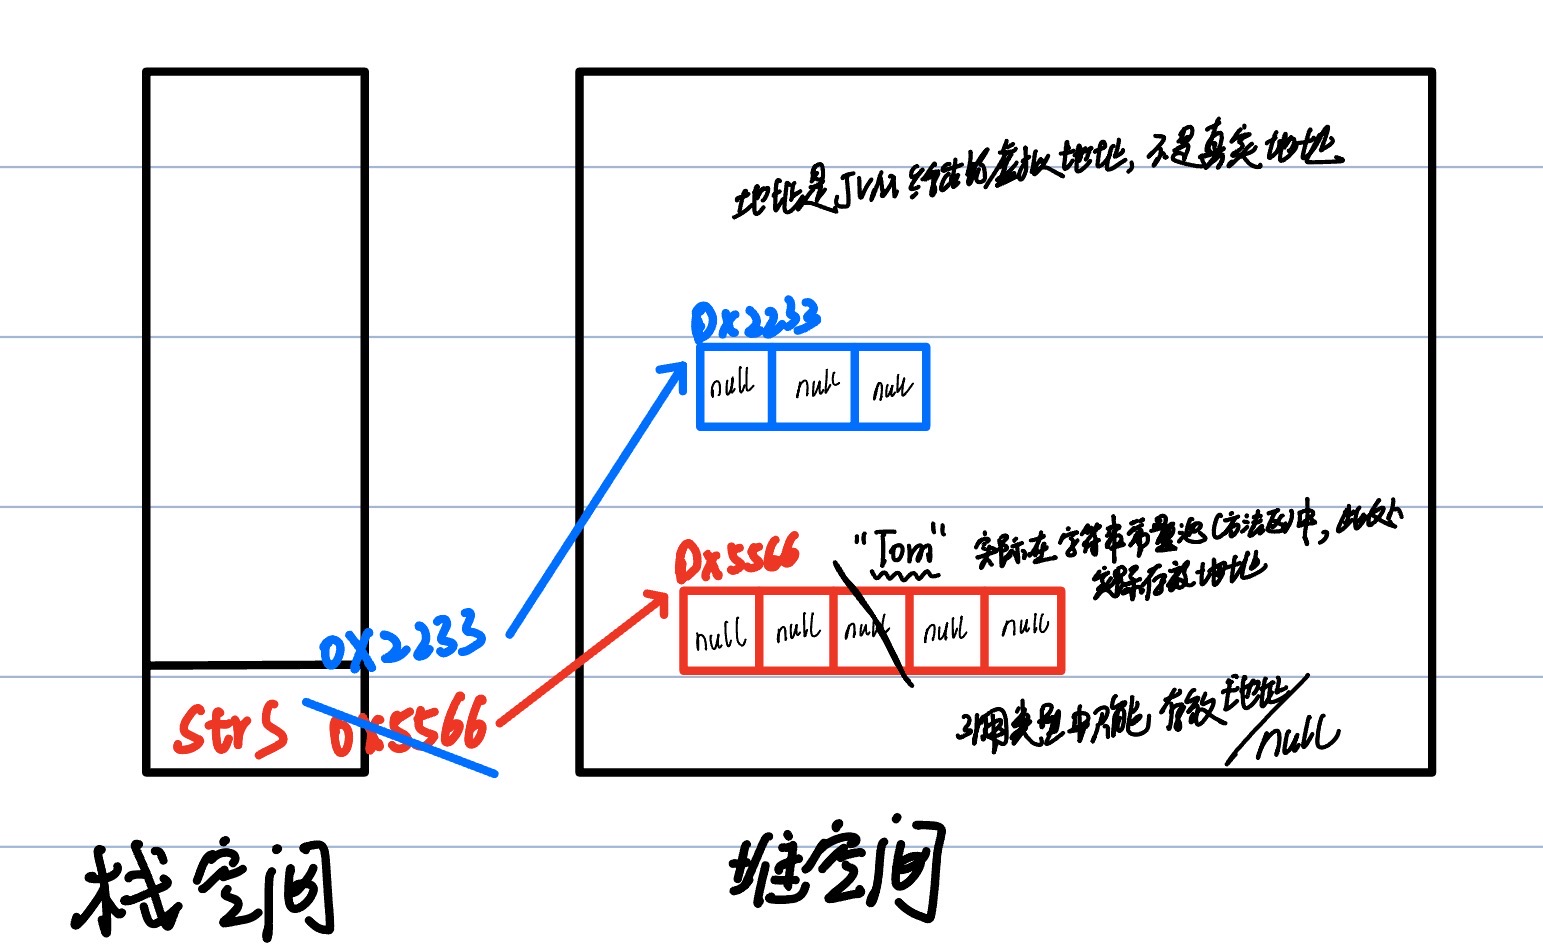 地址是JVM给的虚拟地址,不是真实地址
0x2233
null null null
"Tom" 实际在字符串常量池(方法区)中,此处
实际存放地址
0x5566
null null null null null
0x2233
strs 0x5566
引用类型中只能存放地址/null
栈空间
堆空间